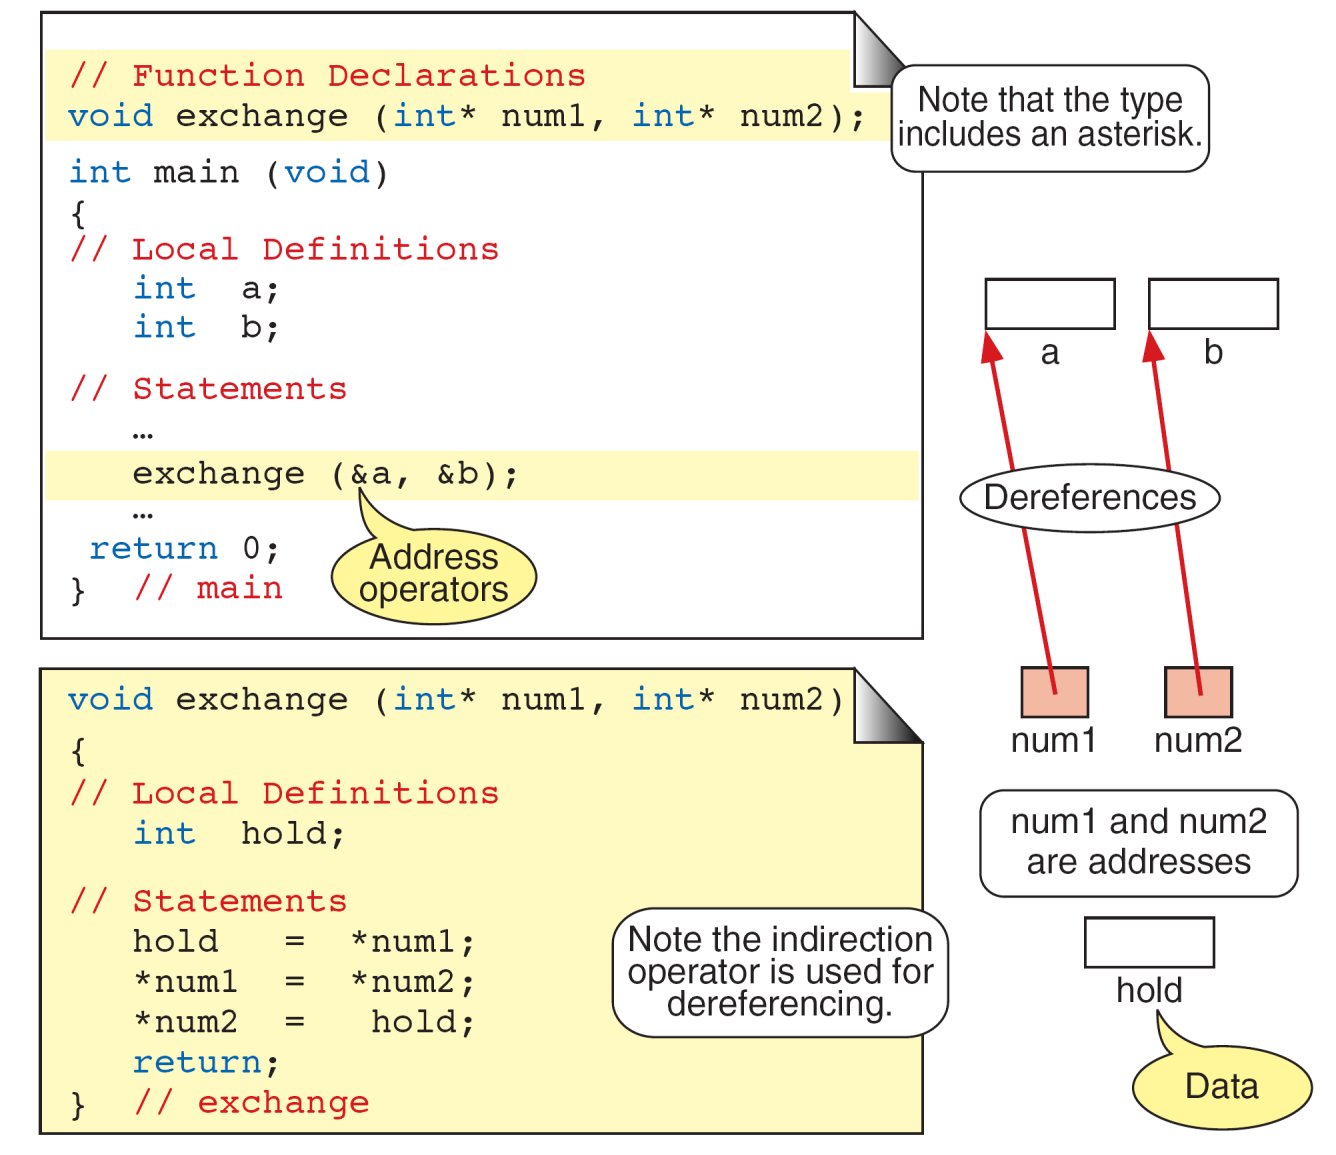 // Function Declarations
void exchange (int* num1, int* num2);
Note that the type
includes an asterisk.
int main (void)
{
// Local Definitions
int a;
int b;
// Statements
…
exchange (&a, &b);
…
return 0;
} // main
Address
operators
a
b
Dereferences
num1
num2
num1 and num2
are addresses
hold
Data
void exchange (int* num1, int* num2)
{
// Local Definitions
int hold;
// Statements
hold = *num1;
*num1 = *num2;
*num2 = hold;
return;
} // exchange
Note the indirection
operator is used for
dereferencing.